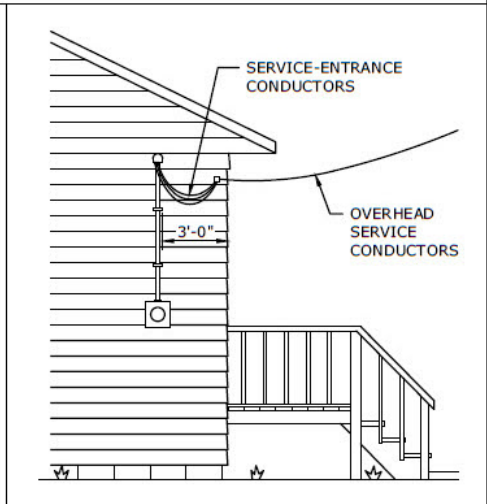 SERVICE-ENTRANCE
CONDUCTORS
3'-0"
OVERHEAD
SERVICE
CONDUCTORS